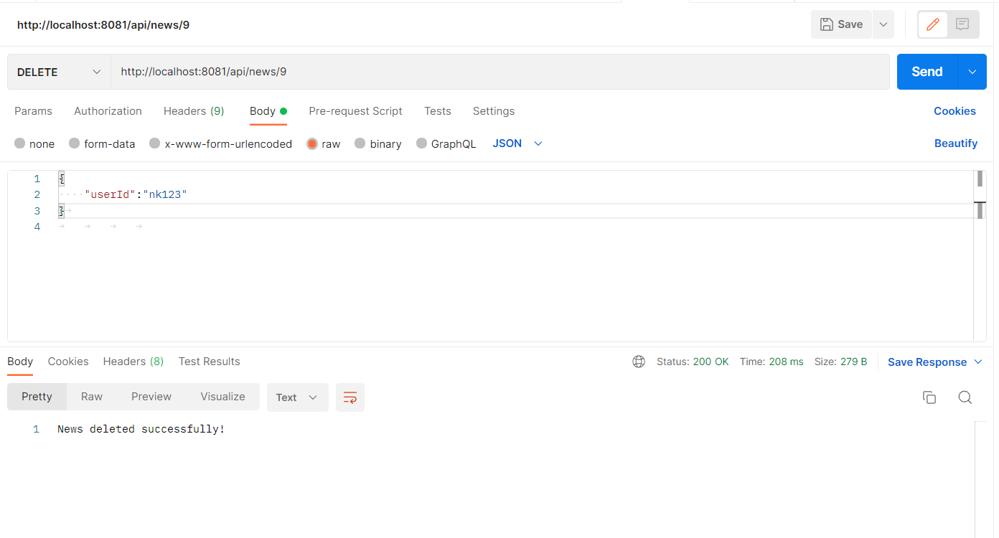 http://localhost:8081/api/news/9
Save
DELETE http://localhost:8081/api/news/9 Send
Params Authorization Headers (9) Body Pre-request Script Tests Settings Cookies
none form-data x-www-form-urlencoded raw binary GraphQL JSON Beautify
1 {
2 "userId":"nk123"
3 }
4
Body Cookies Headers (8) Test Results Status: 200 OK Time: 208 ms Size: 279 B Save Response
Pretty Raw Preview Visualize Text
1 News deleted successfully!